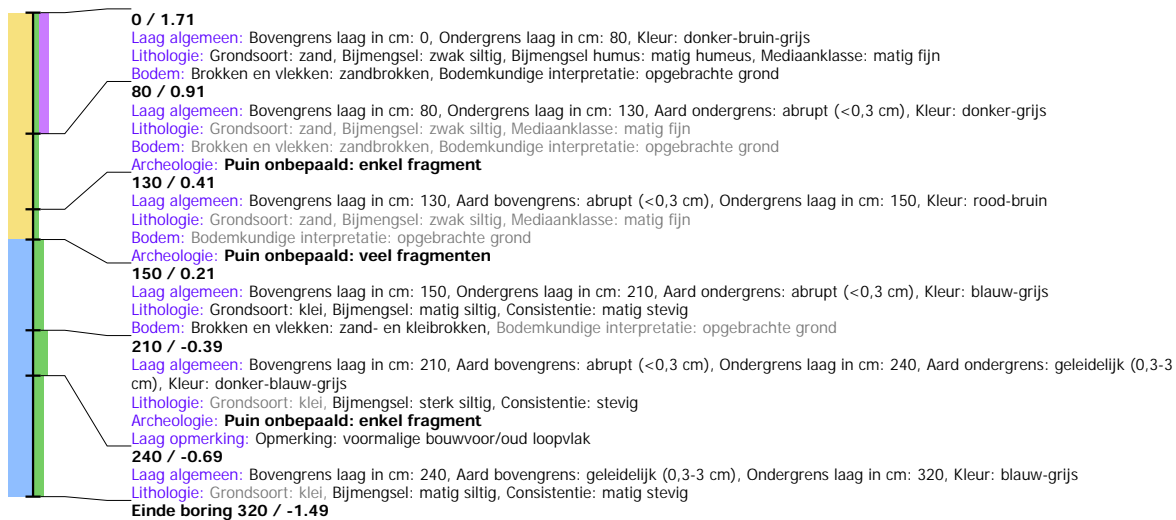 0 / 1.71
Laag algemeen: Bovengrens laag in cm: 0, Ondergrens laag in cm: 80, Kleur: donker-bruin-grijs
Lithologie: Grondsoort: zand, Bijmengsel: zwak siltig, Bijmengsel humus: matig humeus, Mediaanklasse: matig fijn
Bodem: Brokken en vlekken: zandbrokken, Bodemkundige interpretatie: opgebrachte grond
80 / 0.91
Laag algemeen: Bovengrens laag in cm: 80, Ondergrens laag in cm: 130, Aard ondergrens: abrupt (<0,3 cm), Kleur: donker-grijs
Lithologie: Grondsoort: zand, Bijmengsel: zwak siltig, Mediaanklasse: matig fijn
Bodem: Brokken en vlekken: zandbrokken, Bodemkundige interpretatie: opgebrachte grond
Archeologie: Puin onbepaald: enkel fragment
130 / 0.41
Laag algemeen: Bovengrens laag in cm: 130, Aard bovengrens: abrupt (<0,3 cm), Ondergrens laag in cm: 150, Kleur: rood-bruin
Lithologie: Grondsoort: zand, Bijmengsel: zwak siltig, Mediaanklasse: matig fijn
Bodem: Bodemkundige interpretatie: opgebrachte grond
Archeologie: Puin onbepaald: veel fragmenten
150 / 0.21
Laag algemeen: Bovengrens laag in cm: 150, Ondergrens laag in cm: 210, Aard ondergrens: abrupt (<0,3 cm), Kleur: blauw-grijs
Lithologie: Grondsoort: klei, Bijmengsel: matig siltig, Consistentie: matig stevig
Bodem: Brokken en vlekken: zand- en kleibrokken, Bodemkundige interpretatie: opgebrachte grond
210 / -0.39
Laag algemeen: Bovengrens laag in cm: 210, Aard bovengrens: abrupt (<0,3 cm), Ondergrens laag in cm: 240, Aard ondergrens: geleidelijk (0,3-3
cm), Kleur: donker-blauw-grijs
Lithologie: Grondsoort: klei, Bijmengsel: sterk siltig, Consistentie: stevig
Archeologie: Puin onbepaald: enkel fragment
Laag opmerking: Opmerking: voormalige bouwvoor/oud loopvlak
240 / -0.69
Laag algemeen: Bovengrens laag in cm: 240, Aard bovengrens: geleidelijk (0,3-3 cm), Ondergrens laag in cm: 320, Kleur: blauw-grijs
Lithologie: Grondsoort: klei, Bijmengsel: matig siltig, Consistentie: matig stevig
Einde boring 320 / -1.49